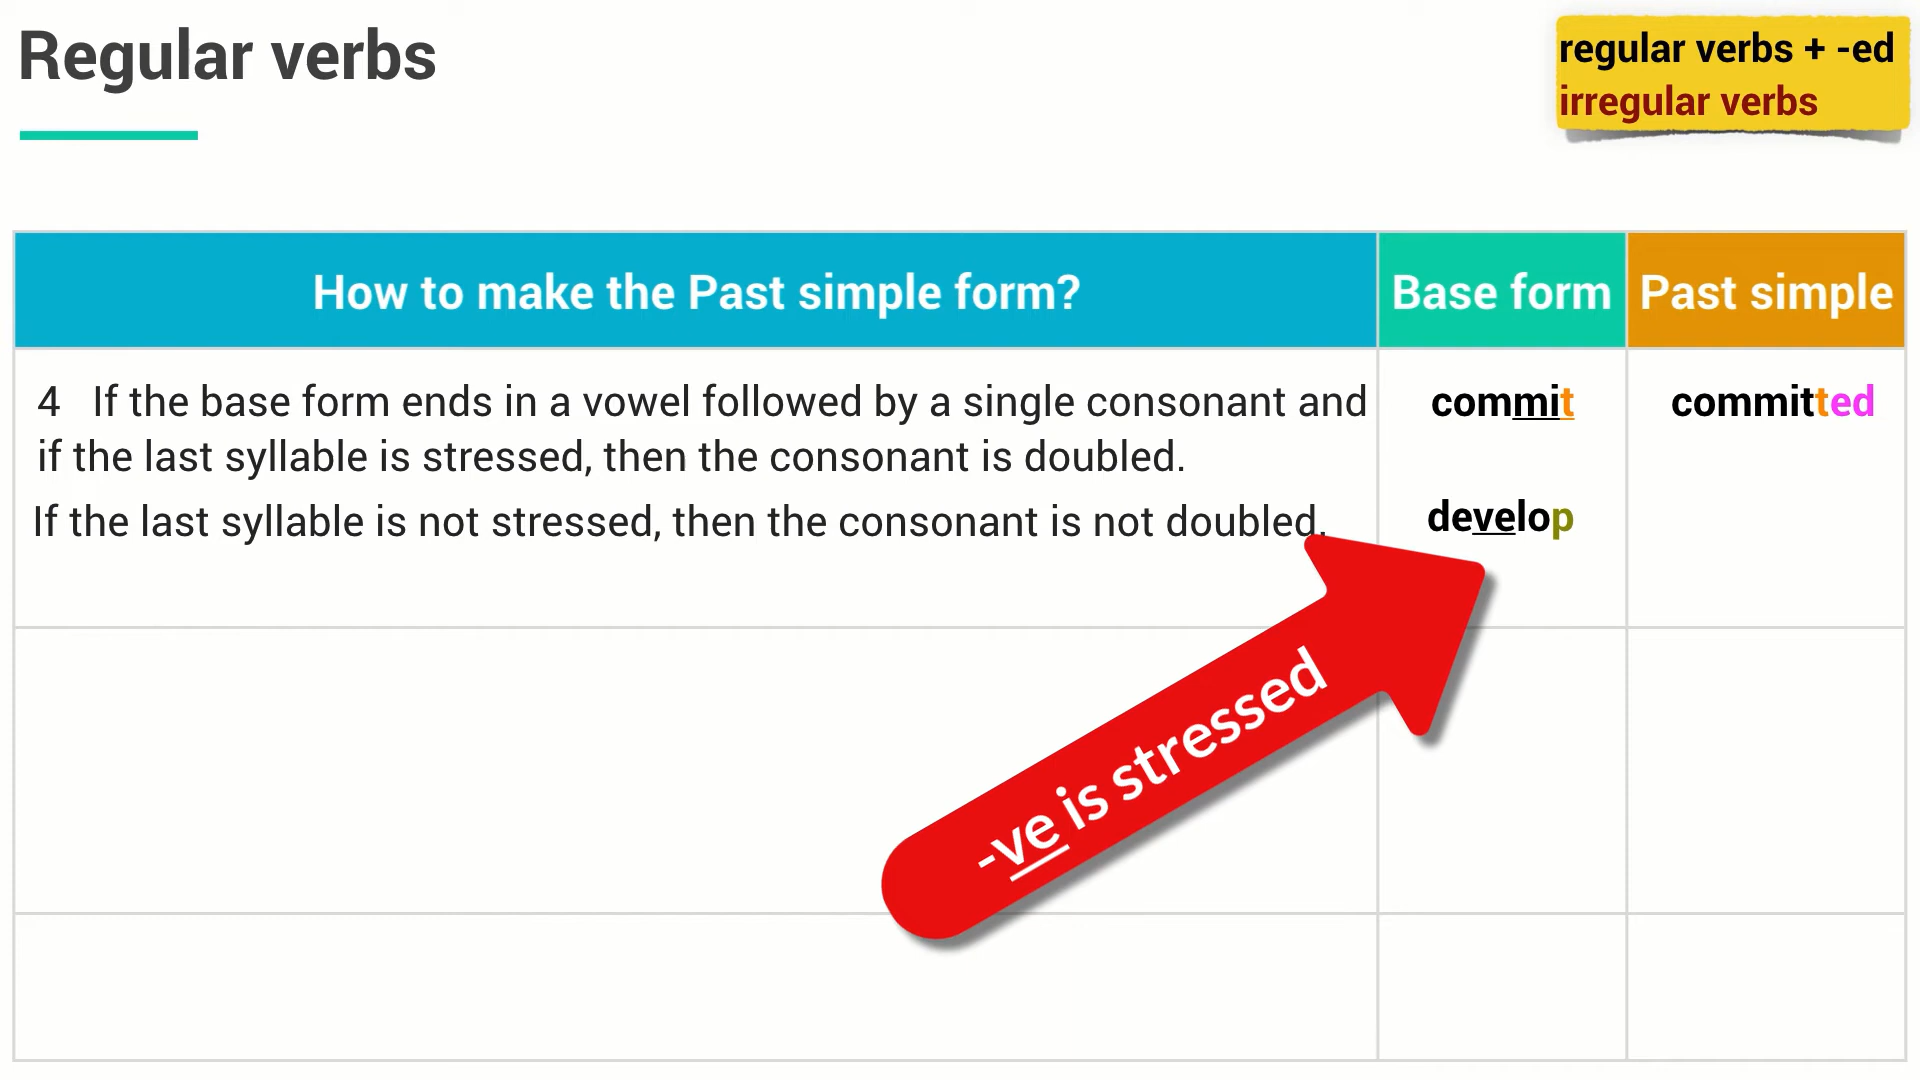 Regular verbs
regular verbs + -ed
irregular verbs
How to make the Past simple form?
Base form
Past simple
4 If the base form ends in a vowel followed by a single consonant and
if the last syllable is stressed, then the consonant is doubled.
commit
committed
If the last syllable is not stressed, then the consonant is not doubled.
develop
-ve is stressed